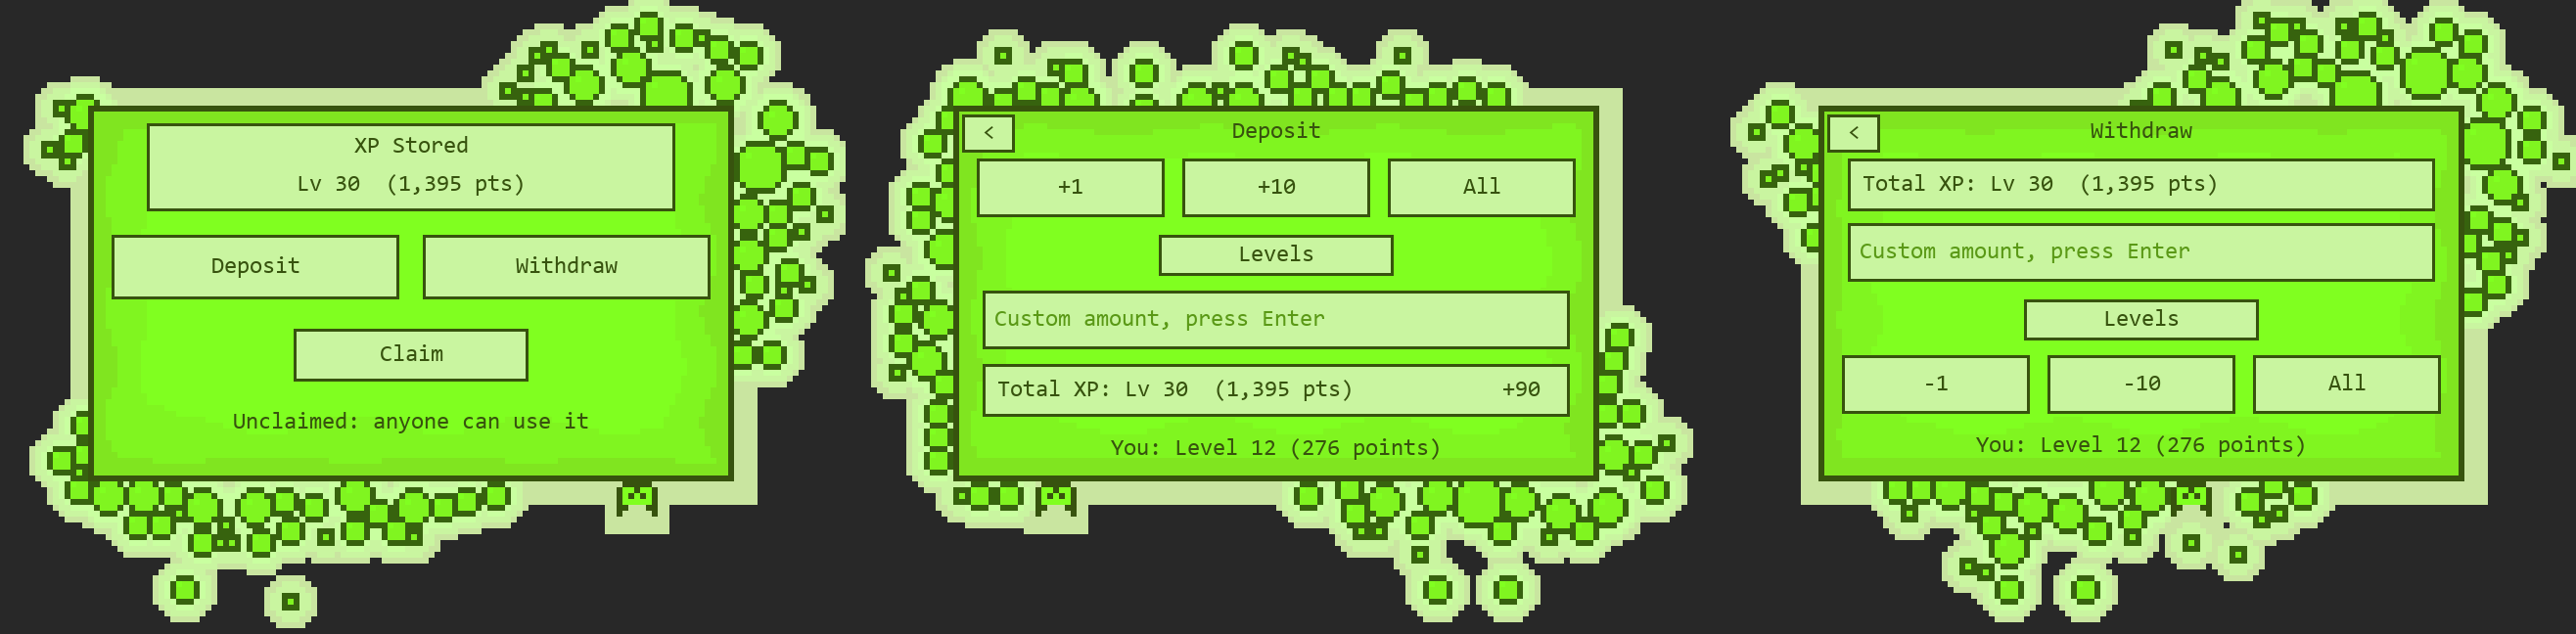 XP Stored
Lv 30  (1,395 pts)
Deposit
Withdraw
Claim
Unclaimed: anyone can use it
<
Deposit
+1
+10
All
Levels
Custom amount, press Enter
Total XP: Lv 30  (1,395 pts)
+90
You: Level 12 (276 points)
<
Withdraw
Total XP: Lv 30  (1,395 pts)
Custom amount, press Enter
Levels
-1
-10
All
You: Level 12 (276 points)